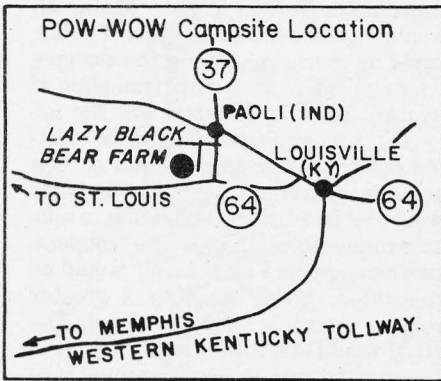 POW-WOW Campsite Location
37
PAOLI (IND)
LAZY BLACK
BEAR FARM
LOUISVILLE
(KY)
TO ST. LOUIS
64
64
TO MEMPHIS
WESTERN KENTUCKY TOLLWAY.